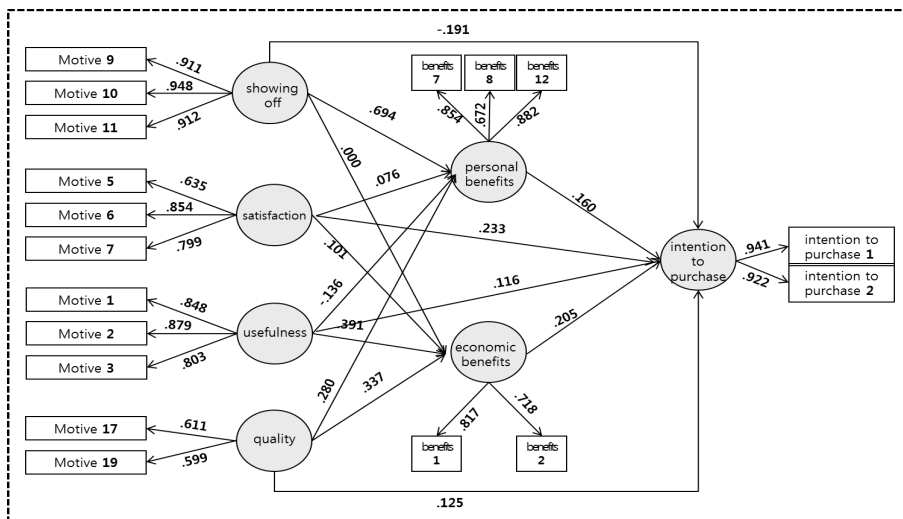 -.191
Motive 9
Motive 10
Motive 11
.911
.948
.912
showing
off
benefits
7
benefits
8
benefits
12
.854
.672
.882
.694
.000
personal
benefits
Motive 5
Motive 6
Motive 7
.635
.854
.799
satisfaction
.076
.233
.101
.160
intention
to
purchase
.941
.922
intention to
purchase 1
intention to
purchase 2
Motive 1
Motive 2
Motive 3
.848
.879
.803
usefulness
-.136
.391
.116
.205
economic
benefits
Motive 17
Motive 19
.611
.599
quality
.280
.337
.817
.718
benefits
1
benefits
2
.125